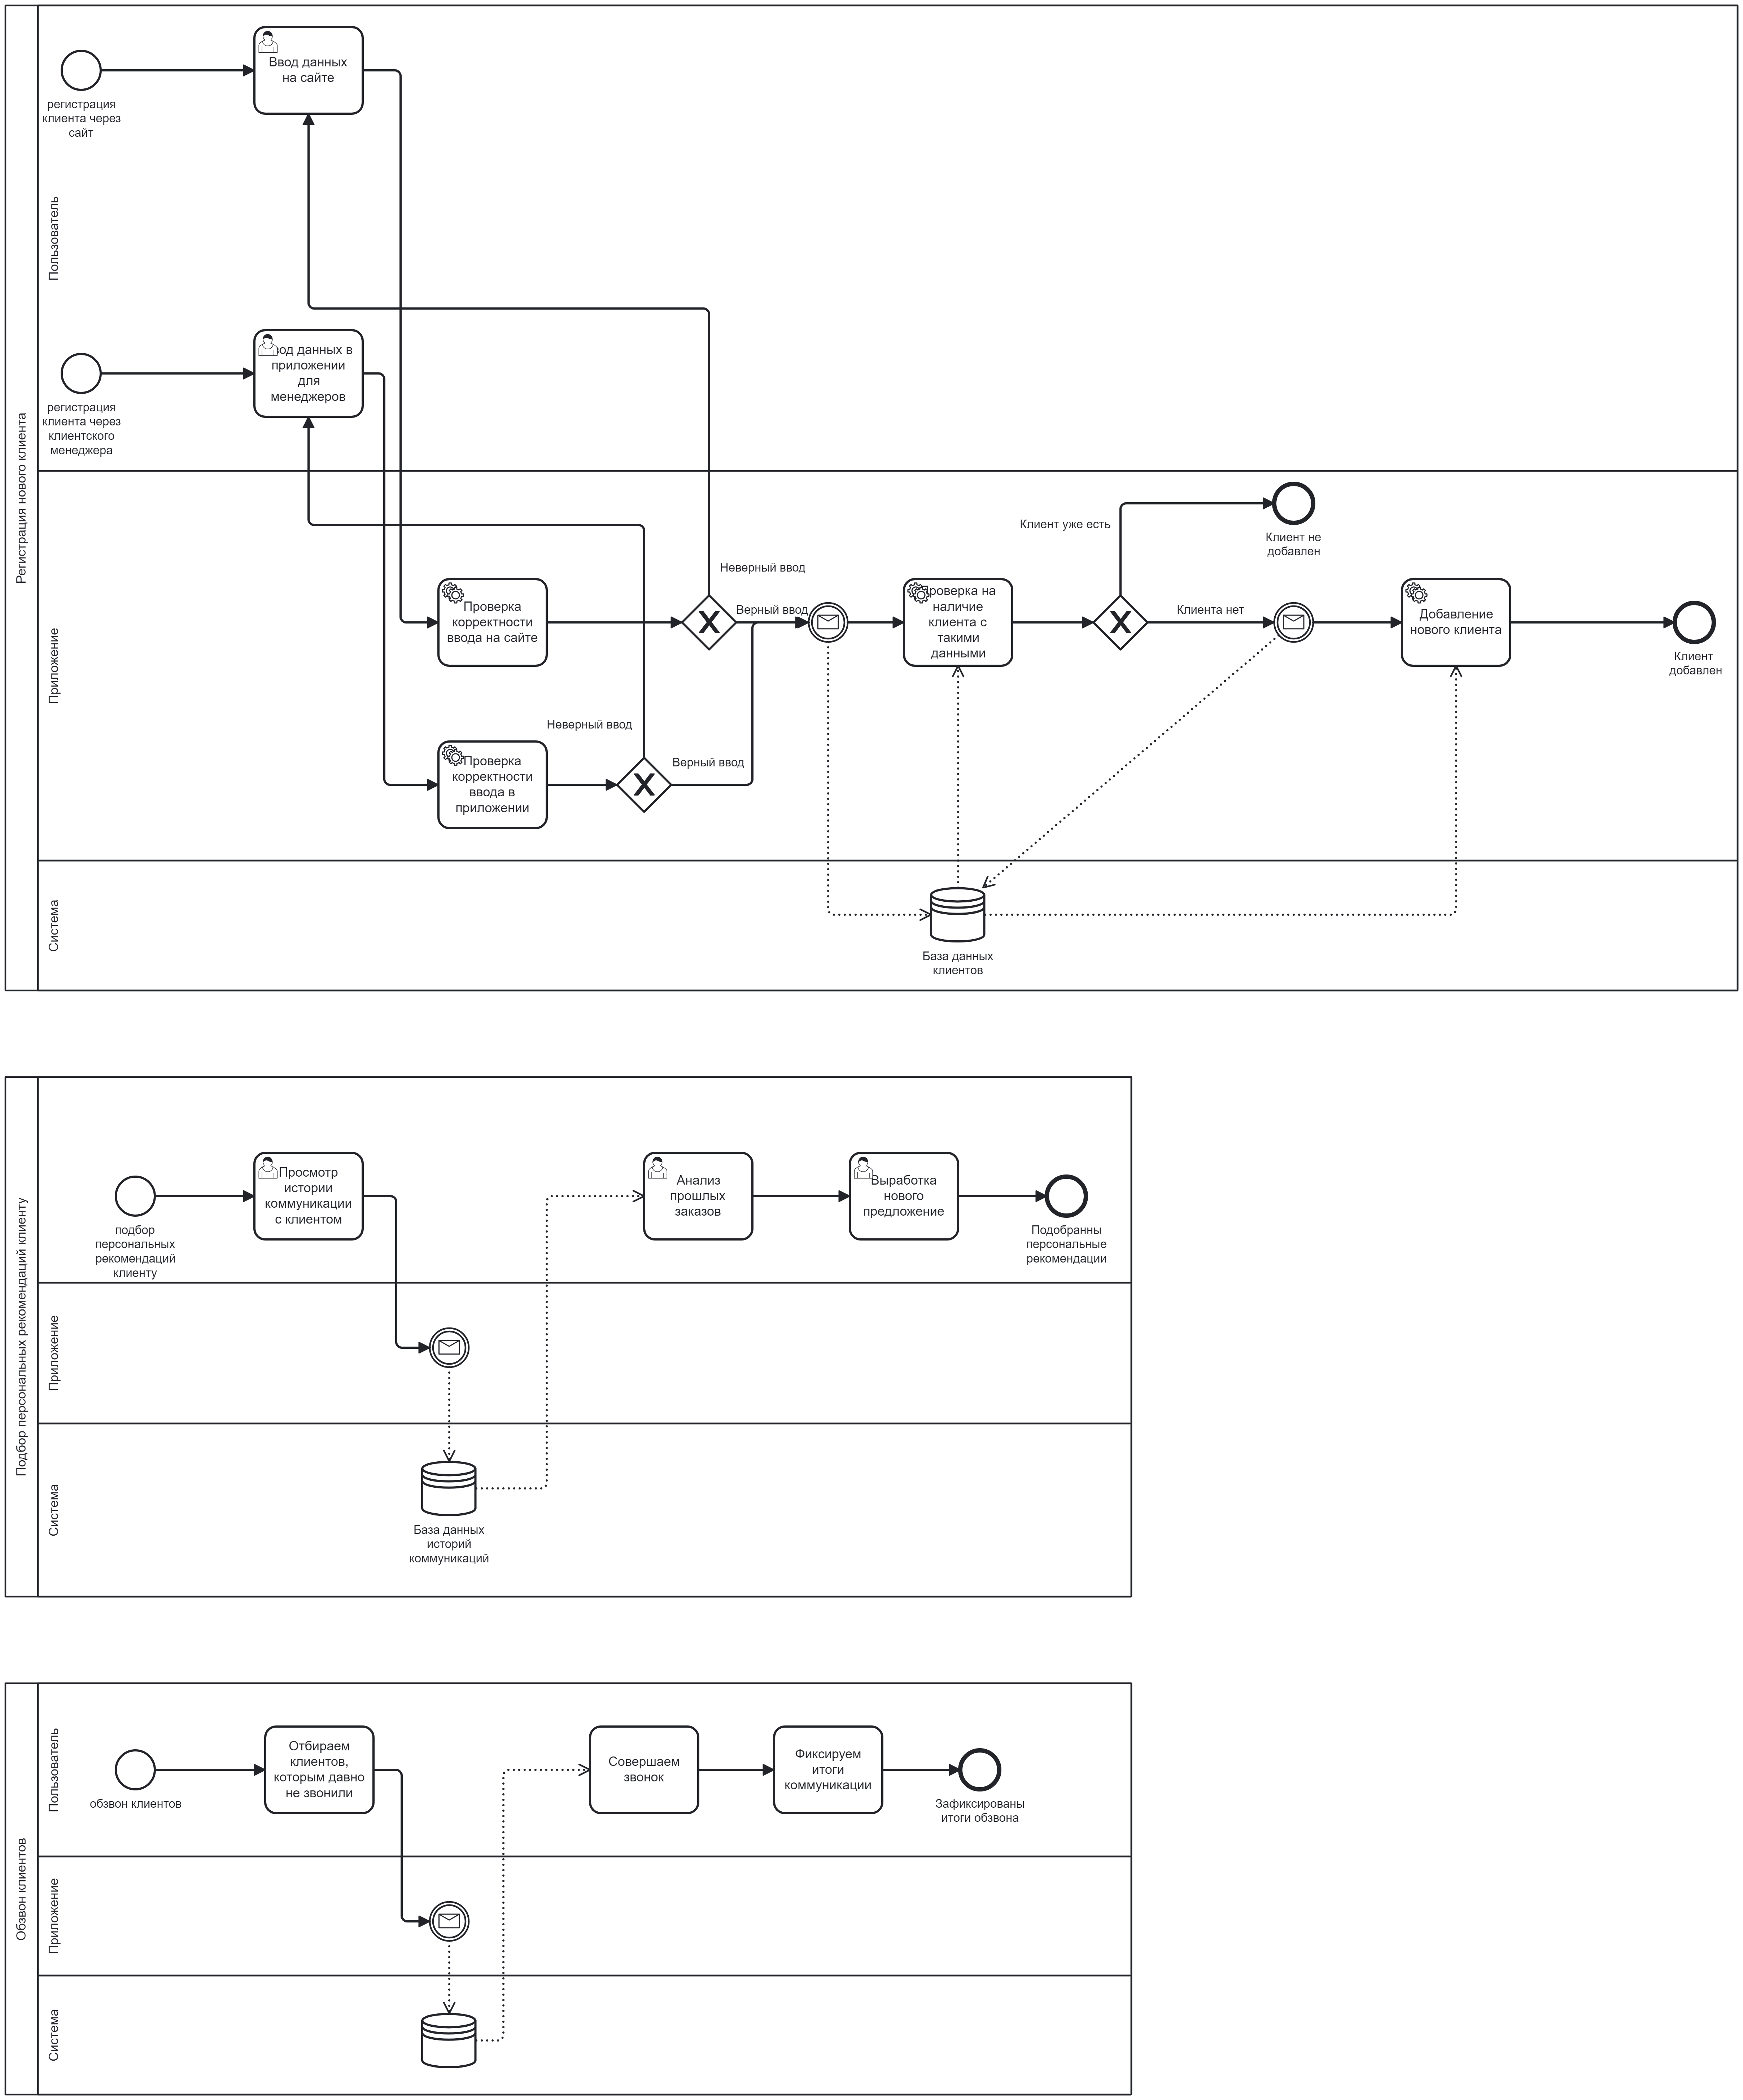 Регистрация нового клиента
Пользователь
регистрация
клиента через
сайт
Ввод данных
на сайте
регистрация
клиента через
клиентского
менеджера
од данных в
приложении
для
менеджеров
Приложение
Проверка
корректности
ввода на сайте
Неверный ввод
Верный ввод
Проверка
корректности
ввода в
приложении
Неверный ввод
Верный ввод
роверка на
наличие
клиента с
такими
данными
Клиент уже есть
Клиент не
добавлен
Клиента нет
Добавление
нового клиента
Клиент
добавлен
Система
База данных
клиентов
Подбор персональных рекомендаций клиенту
подбор
персональных
рекомендаций
клиенту
Просмотр
истории
коммуникации
с клиентом
Анализ
прошлых
заказов
Выработка
нового
предложение
Подобранны
персональные
рекомендации
Приложение
Система
База данных
историй
коммуникаций
Обзвон клиентов
Пользователь
обзвон клиентов
Отбираем
клиентов,
которым давно
не звонили
Совершаем
звонок
Фиксируем
итоги
коммуникации
Зафиксированы
итоги обзвона
Приложение
Система